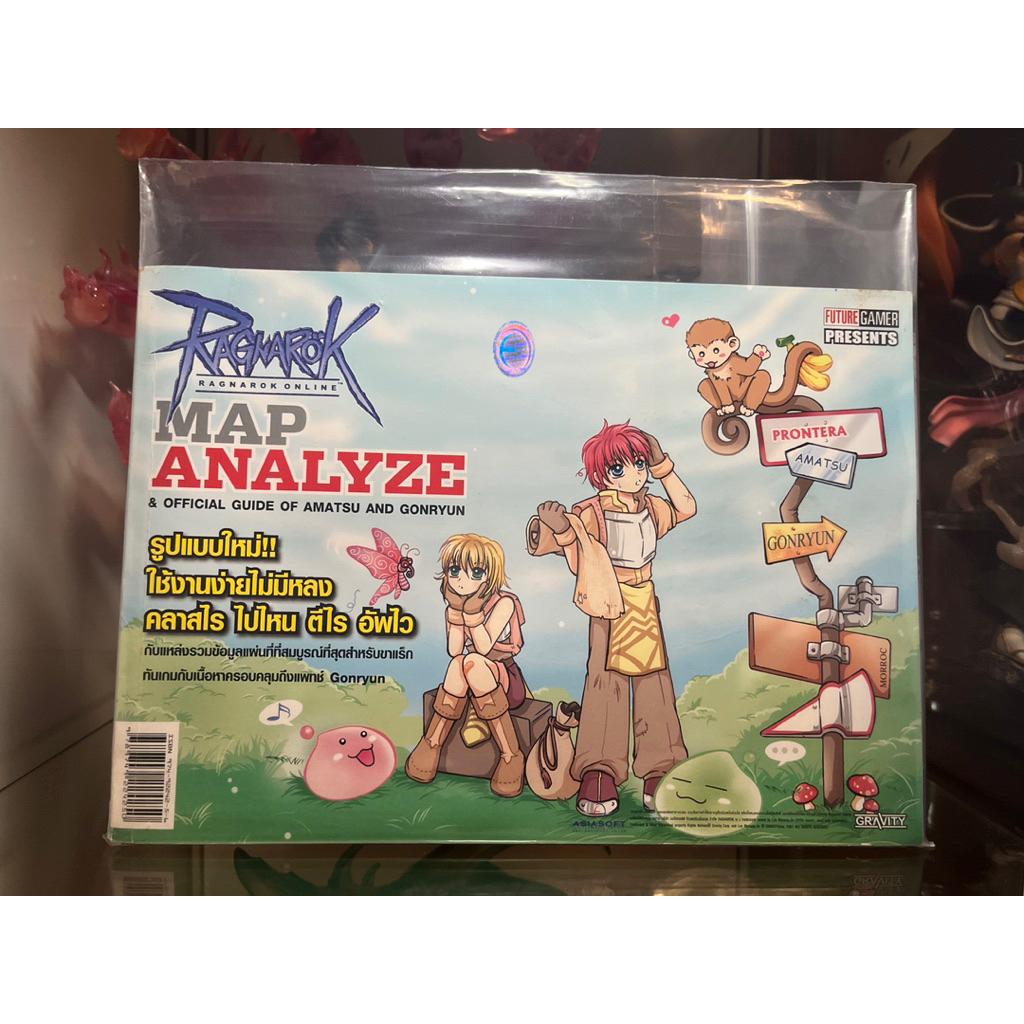 RAGNARÖK
RAGNAROK ONLINE
MAP
ANALYZE
& OFFICIAL GUIDE OF AMATSU AND GONRYUN
รูปแบบใหม่!!
ใช้งานง่ายไม่มีหลง
คลาสไร ไปไหน ตีไร อัพไว
กับแหล่งรวมข้อมูลแผนที่ที่สมบูรณ์ที่สุดสำหรับขาแร็ก
ทันเกมกับเนื้อหาครอบคลุมถึงแพทช์ Gonryun
FUTURE GAMER
PRESENTS
PRONTERA
AMATSU
GONRYUN
MORROC
ASIASOFT
GRAVITY